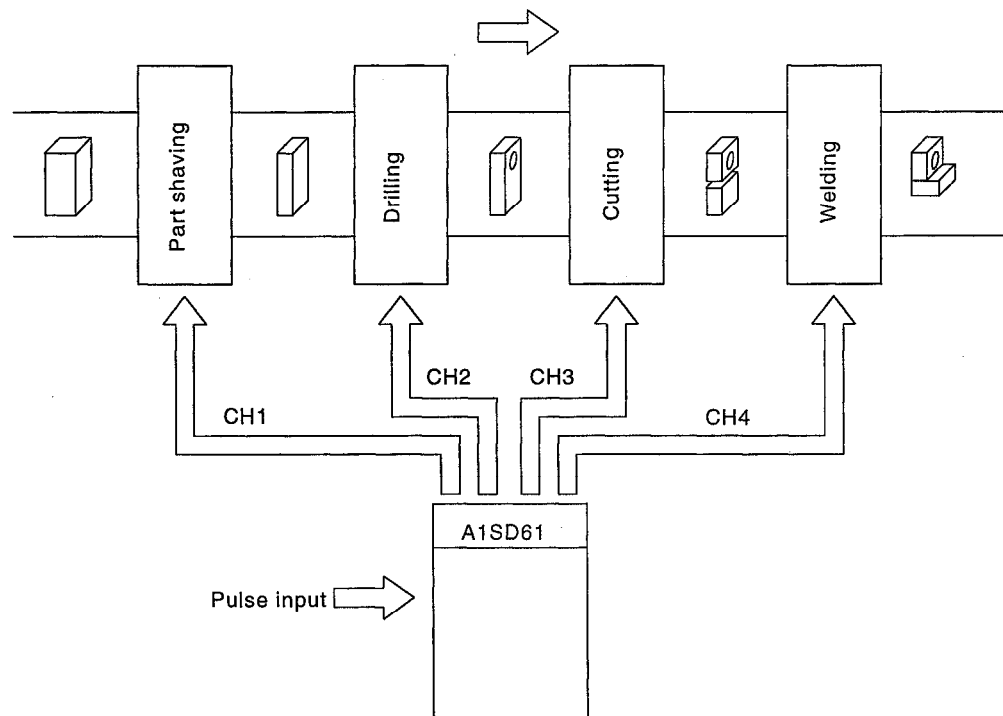 Part shaving
Drilling
Cutting
Welding
CH1
CH2
CH3
CH4
A1SD61
Pulse input